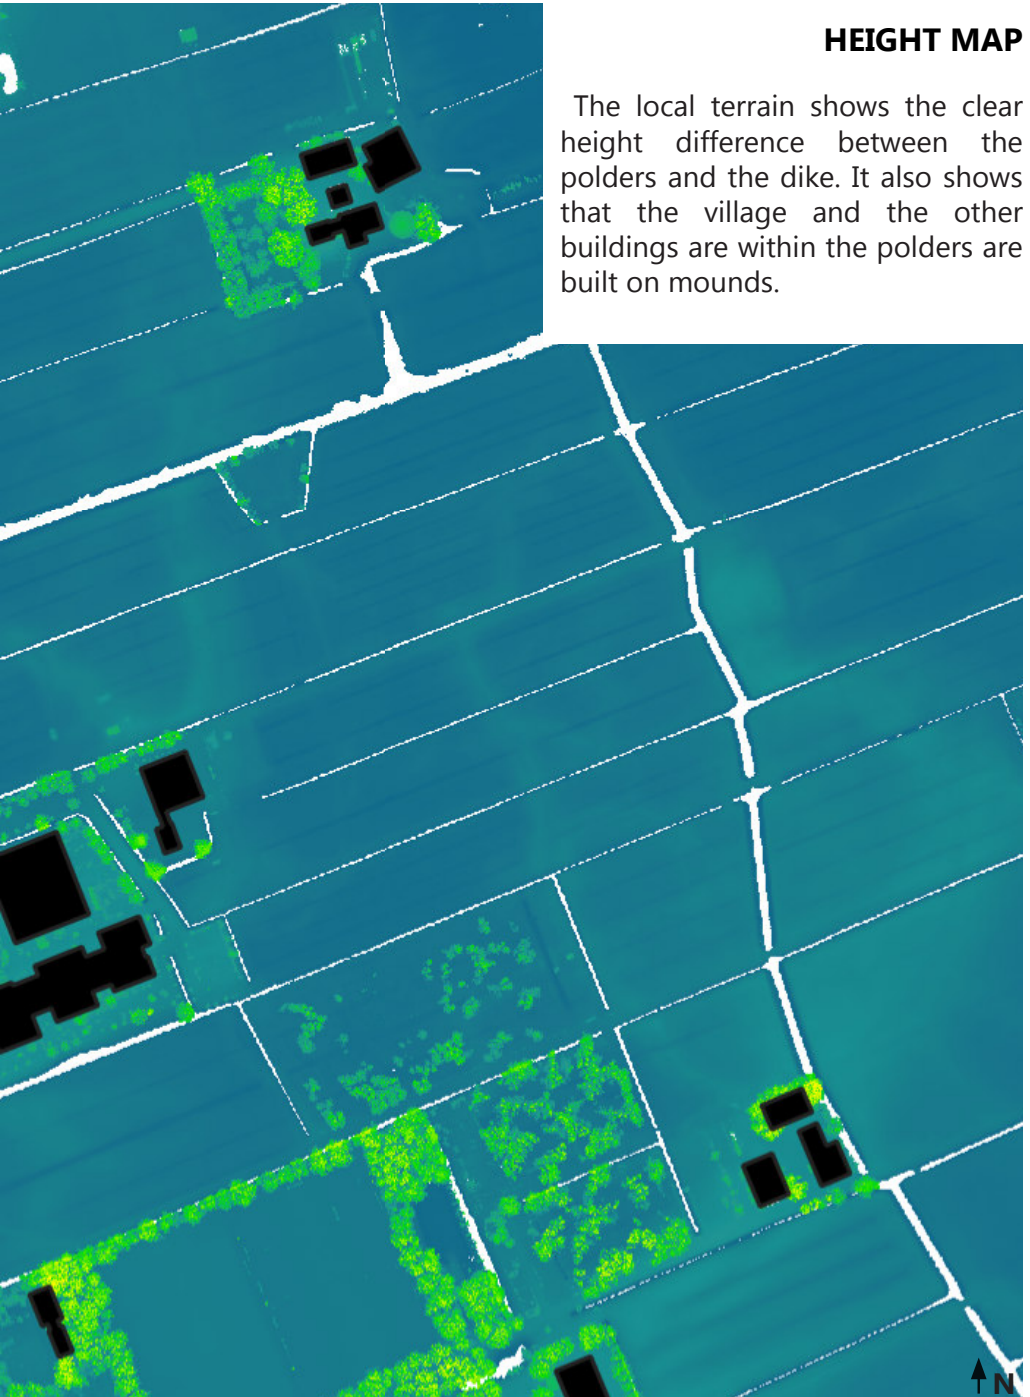 HEIGHT MAP
The local terrain shows the clear
height difference between the
polders and the dike. It also shows
that the village and the other
buildings are within the polders are
built on mounds.
N